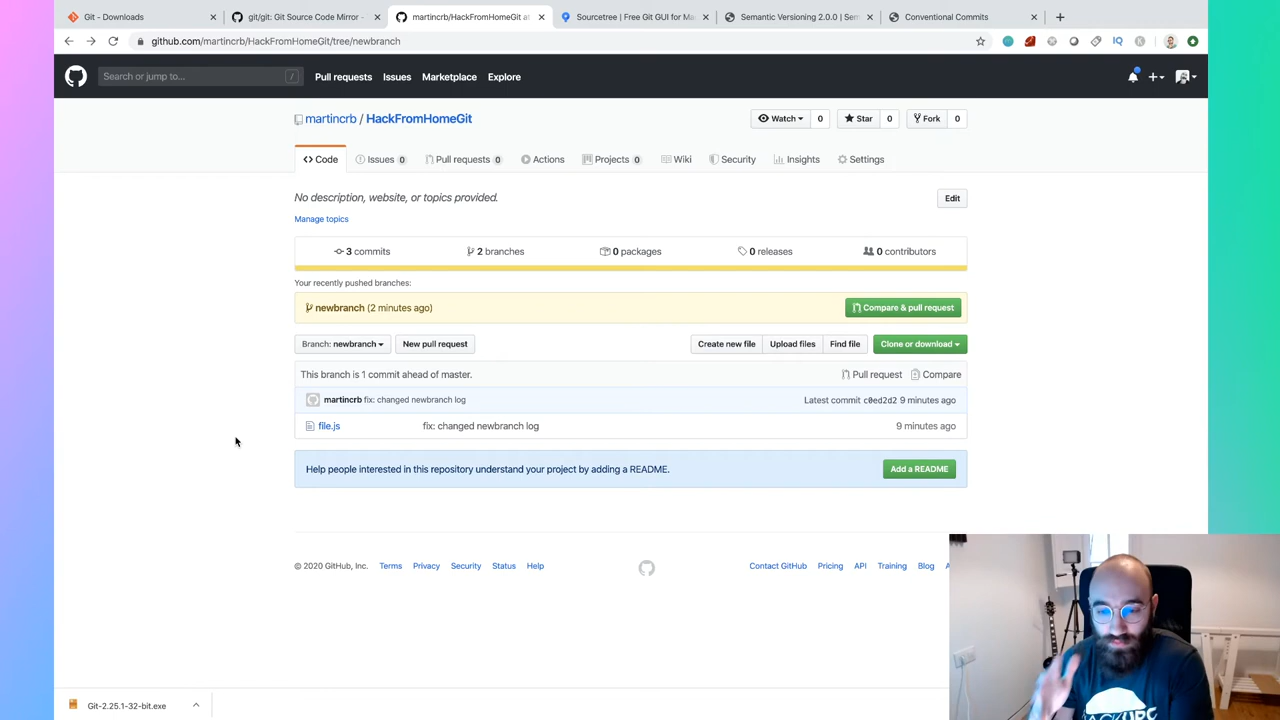 Git - Downloads
git/git: Git Source Code Mirror -
martincrb/HackFromHomeGit at
Sourcetree | Free Git GUI for Ma
Semantic Versioning 2.0.0 | Sem
Conventional Commits
github.com/martincrb/HackFromHomeGit/tree/newbranch
Search or jump to... /
Pull requests Issues Marketplace Explore
martincrb / HackFromHomeGit
Watch 0 Star 0 Fork 0
Code Issues 0 Pull requests 0 Actions Projects 0 Wiki Security Insights Settings
No description, website, or topics provided.
Edit
Manage topics
3 commits 2 branches 0 packages 0 releases 0 contributors
Your recently pushed branches:
newbranch (2 minutes ago) Compare & pull request
Branch: newbranch New pull request Create new file Upload files Find file Clone or download
This branch is 1 commit ahead of master. Pull request Compare
martincrb fix: changed newbranch log Latest commit c0ed2d2 9 minutes ago
file.js fix: changed newbranch log 9 minutes ago
Help people interested in this repository understand your project by adding a README. Add a README
© 2020 GitHub, Inc. Terms Privacy Security Status Help Contact GitHub Pricing API Training Blog
Git-2.25.1-32-bit.exe